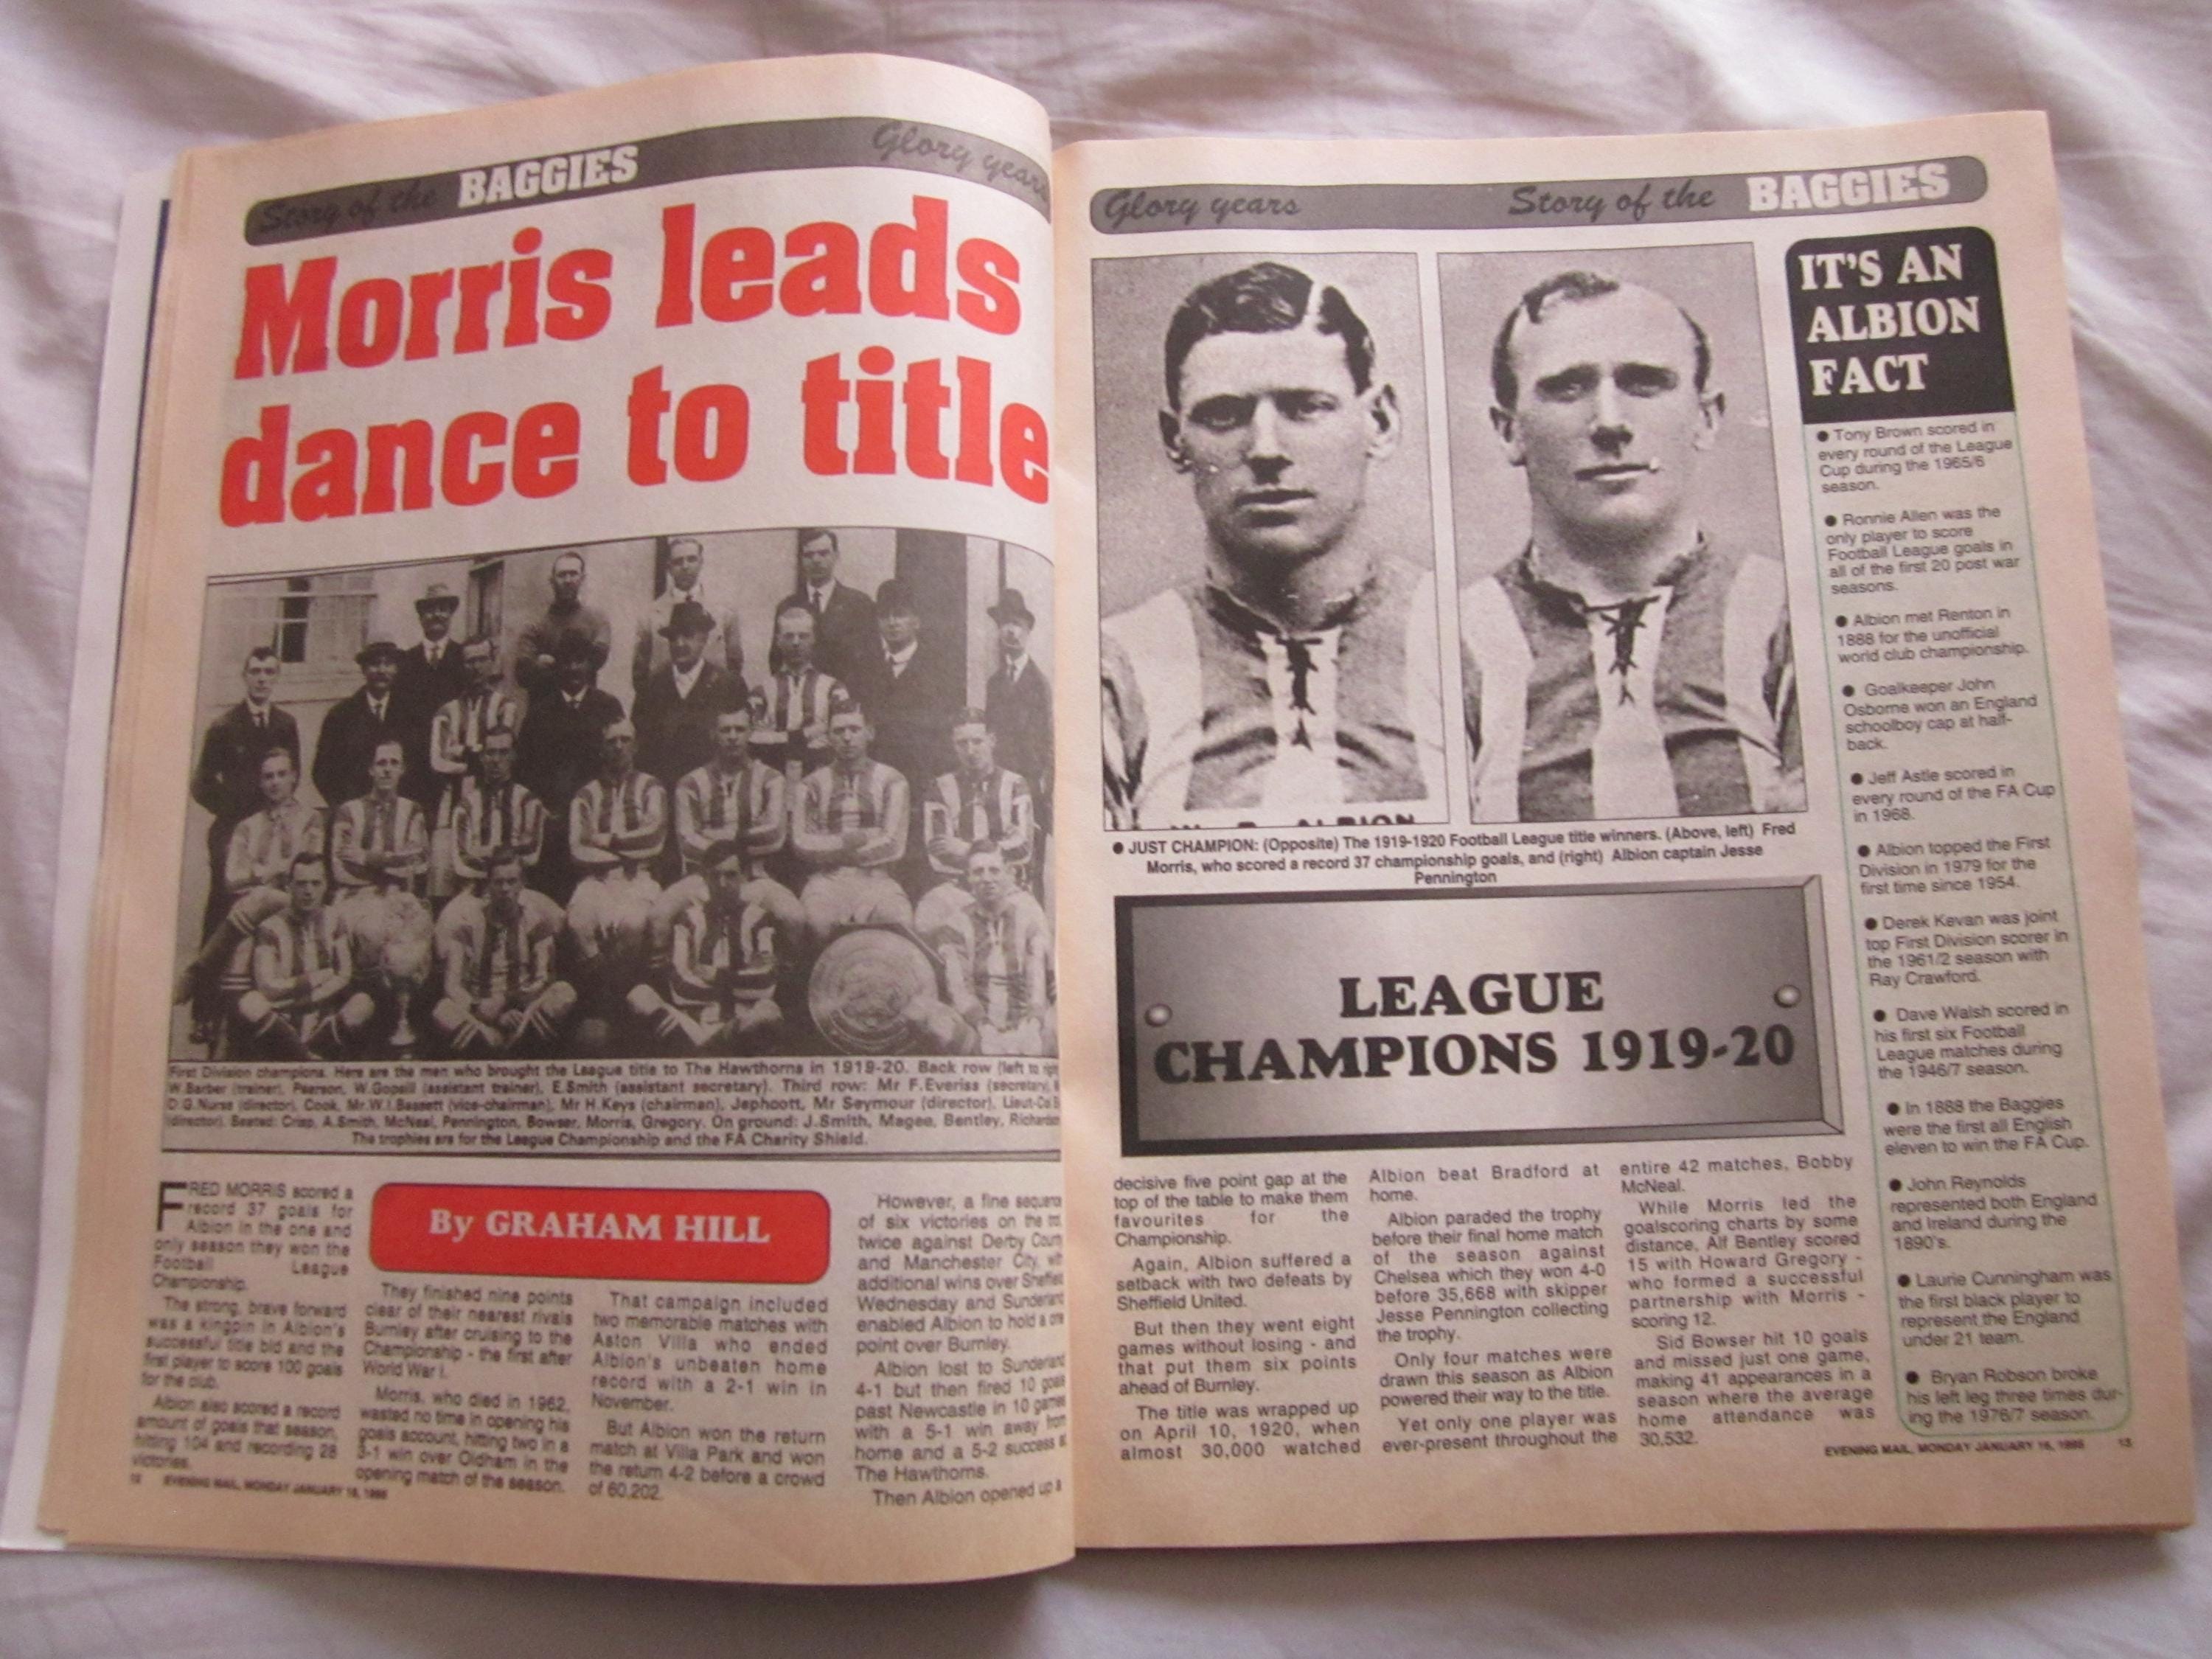 Story of the BAGGIES Glory years
Morris leads
dance to title
First Division champions. Here are the men who brought the League title to The Hawthorns in 1919-20. Back row (left to
W.Barber (trainer), Pearson, W.Gopsill (assistant trainer), E.Smith (assistant secretary). Third row: Mr F.Everiss (secretary),
D.G.Nurse (director), Cook, Mr.W.I.Bassett (vice-chairman), Mr H.Keys (chairman), Jephcott, Mr Seymour (director), Lieut-Col
(director). Seated: Crisp, A.Smith, McNeal, Pennington, Bowser, Morris, Gregory. On ground: J.Smith, Magee, Bentley, Richardson
The trophies are for the League Championship and the FA Charity Shield.
FRED MORRIS scored a
record 37 goals for
Albion in the one and
only season they won the
Football League
Championship.
The strong, brave forward
was a kingpin in Albion's
successful title bid and the
first player to score 100 goals
for the club.
Albion also scored a record
amount of goals that season,
hitting 104 and recording 28
victories.
By GRAHAM HILL
They finished nine points
clear of their nearest rivals
Burnley after cruising to the
Championship - the first after
World War I.
Morris, who died in 1962,
wasted no time in opening his
goals account, hitting two in a
3-1 win over Oldham in the
opening match of the season.
That campaign included
two memorable matches with
Aston Villa who ended
Albion's unbeaten home
record with a 2-1 win in
November.
But Albion won the return
match at Villa Park and won
the return 4-2 before a crowd
of 60,202.
However, a fine sequence
of six victories on the trot,
twice against Derby County
and Manchester City, with
additional wins over Sheffield
Wednesday and Sunderland
enabled Albion to hold a one
point over Burnley.
Albion lost to Sunderland
4-1 but then fired 10 goals
past Newcastle in 10 games
with a 5-1 win away from
home and a 5-2 success at
The Hawthorns.
Then Albion opened up a
EVENING MAIL, MONDAY JANUARY 16,
Glory years Story of the BAGGIES
W. B. ALBION
● JUST CHAMPION: (Opposite) The 1919-1920 Football League title winners. (Above, left) Fred
Morris, who scored a record 37 championship goals, and (right) Albion captain Jesse
Pennington
LEAGUE
CHAMPIONS 1919-20
decisive five point gap at the
top of the table to make them
favourites for the
Championship.
Again, Albion suffered a
setback with two defeats by
Sheffield United.
But then they went eight
games without losing - and
that put them six points
ahead of Burnley.
The title was wrapped up
on April 10, 1920, when
almost 30,000 watched
Albion beat Bradford at
home.
Albion paraded the trophy
before their final home match
of the season against
Chelsea which they won 4-0
before 35,668 with skipper
Jesse Pennington collecting
the trophy.
Only four matches were
drawn this season as Albion
powered their way to the title.
Yet only one player was
ever-present throughout the
entire 42 matches, Bobby
McNeal.
While Morris led the
goalscoring charts by some
distance, Alf Bentley scored
15 with Howard Gregory -
who formed a successful
partnership with Morris -
scoring 12.
Sid Bowser hit 10 goals
and missed just one game,
making 41 appearances in a
season where the average
home attendance was
30,532.
IT'S AN
ALBION
FACT
● Tony Brown scored in
every round of the League
Cup during the 1965/6
season.
● Ronnie Allen was the
only player to score
Football League goals in
all of the first 20 post war
seasons.
● Albion met Renton in
1888 for the unofficial
world club championship.
● Goalkeeper John
Osborne won an England
schoolboy cap at half-
back.
● Jeff Astle scored in
every round of the FA Cup
in 1968.
● Albion topped the First
Division in 1979 for the
first time since 1954.
● Derek Kevan was joint
top First Division scorer in
the 1961/2 season with
Ray Crawford.
● Dave Walsh scored in
his first six Football
League matches during
the 1946/7 season.
● In 1888 the Baggies
were the first all English
eleven to win the FA Cup.
● John Reynolds
represented both England
and Ireland during the
1890's.
● Laurie Cunningham was
the first black player to
represent the England
under 21 team.
● Bryan Robson broke
his left leg three times dur-
ing the 1976/7 season.
EVENING MAIL, MONDAY JANUARY 16,